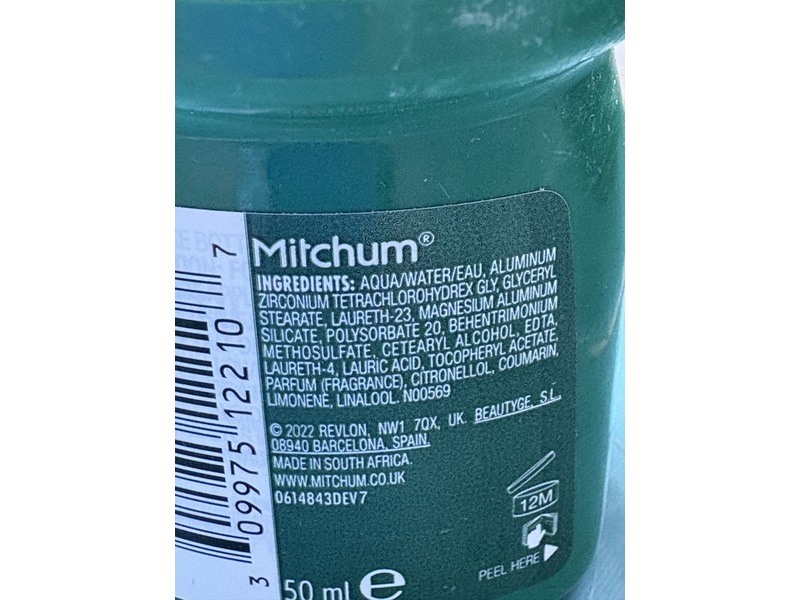 Mitchum®
INGREDIENTS: AQUA/WATER/EAU, ALUMINUM
ZIRCONIUM TETRACHLOROHYDREX GLY, GLYCERYL
STEARATE, LAURETH-23, MAGNESIUM ALUMINUM
SILICATE, POLYSORBATE 20, BEHENTRIMONIUM
METHOSULFATE, CETEARYL ALCOHOL, EDTA,
LAURETH-4, LAURIC ACID, TOCOPHERYL ACETATE,
PARFUM (FRAGRANCE), CITRONELLOL, COUMARIN,
LIMONENE, LINALOOL. N00569
© 2022 REVLON, NW1 7QX, UK. BEAUTYGE, S.L.
08940 BARCELONA, SPAIN.
MADE IN SOUTH AFRICA.
WWW.MITCHUM.CO.UK
0614843DEV7
12M
PEEL HERE
50 ml e
3 09975 12210 7